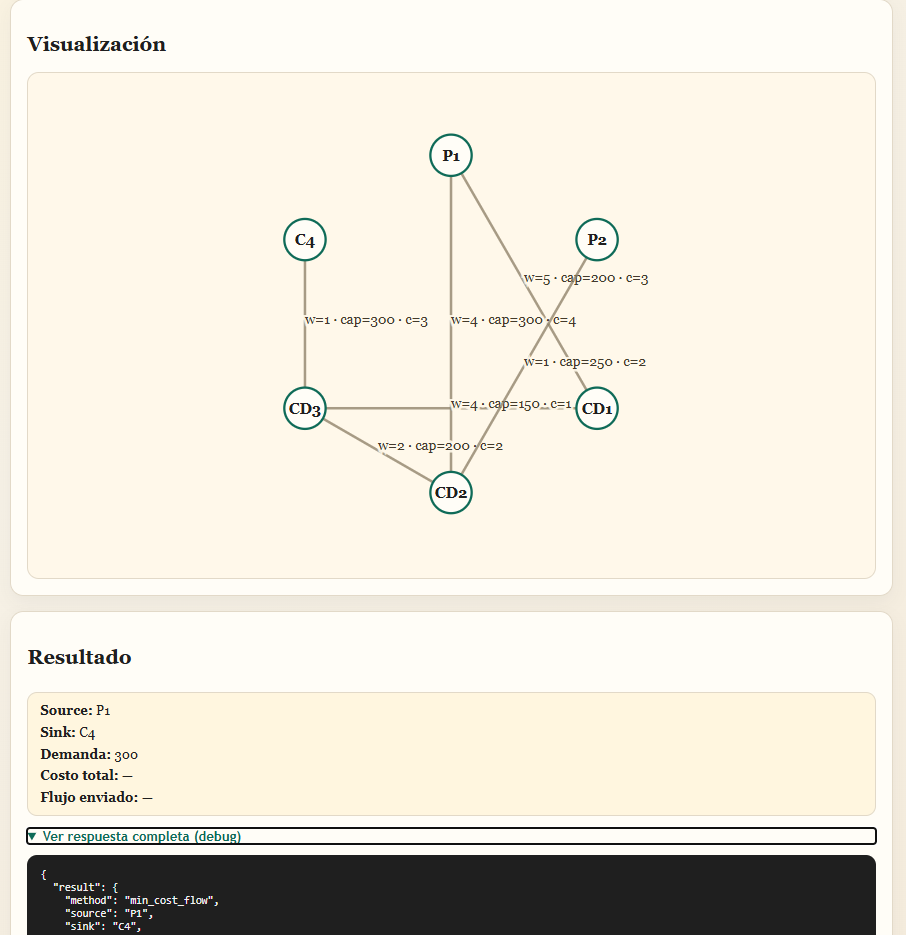 Visualización
P1
C4
P2
w=5 · cap=200 · c=3
w=1 · cap=300 · c=3
w=4 · cap=300 · c=4
w=1 · cap=250 · c=2
w=4 · cap=150 · c=1
CD3
CD1
w=2 · cap=200 · c=2
CD2
Resultado
Source: P1
Sink: C4
Demanda: 300
Costo total: —
Flujo enviado: —
▼ Ver respuesta completa (debug)
{
"result": {
"method": "min_cost_flow",
"source": "P1",
"sink": "C4",